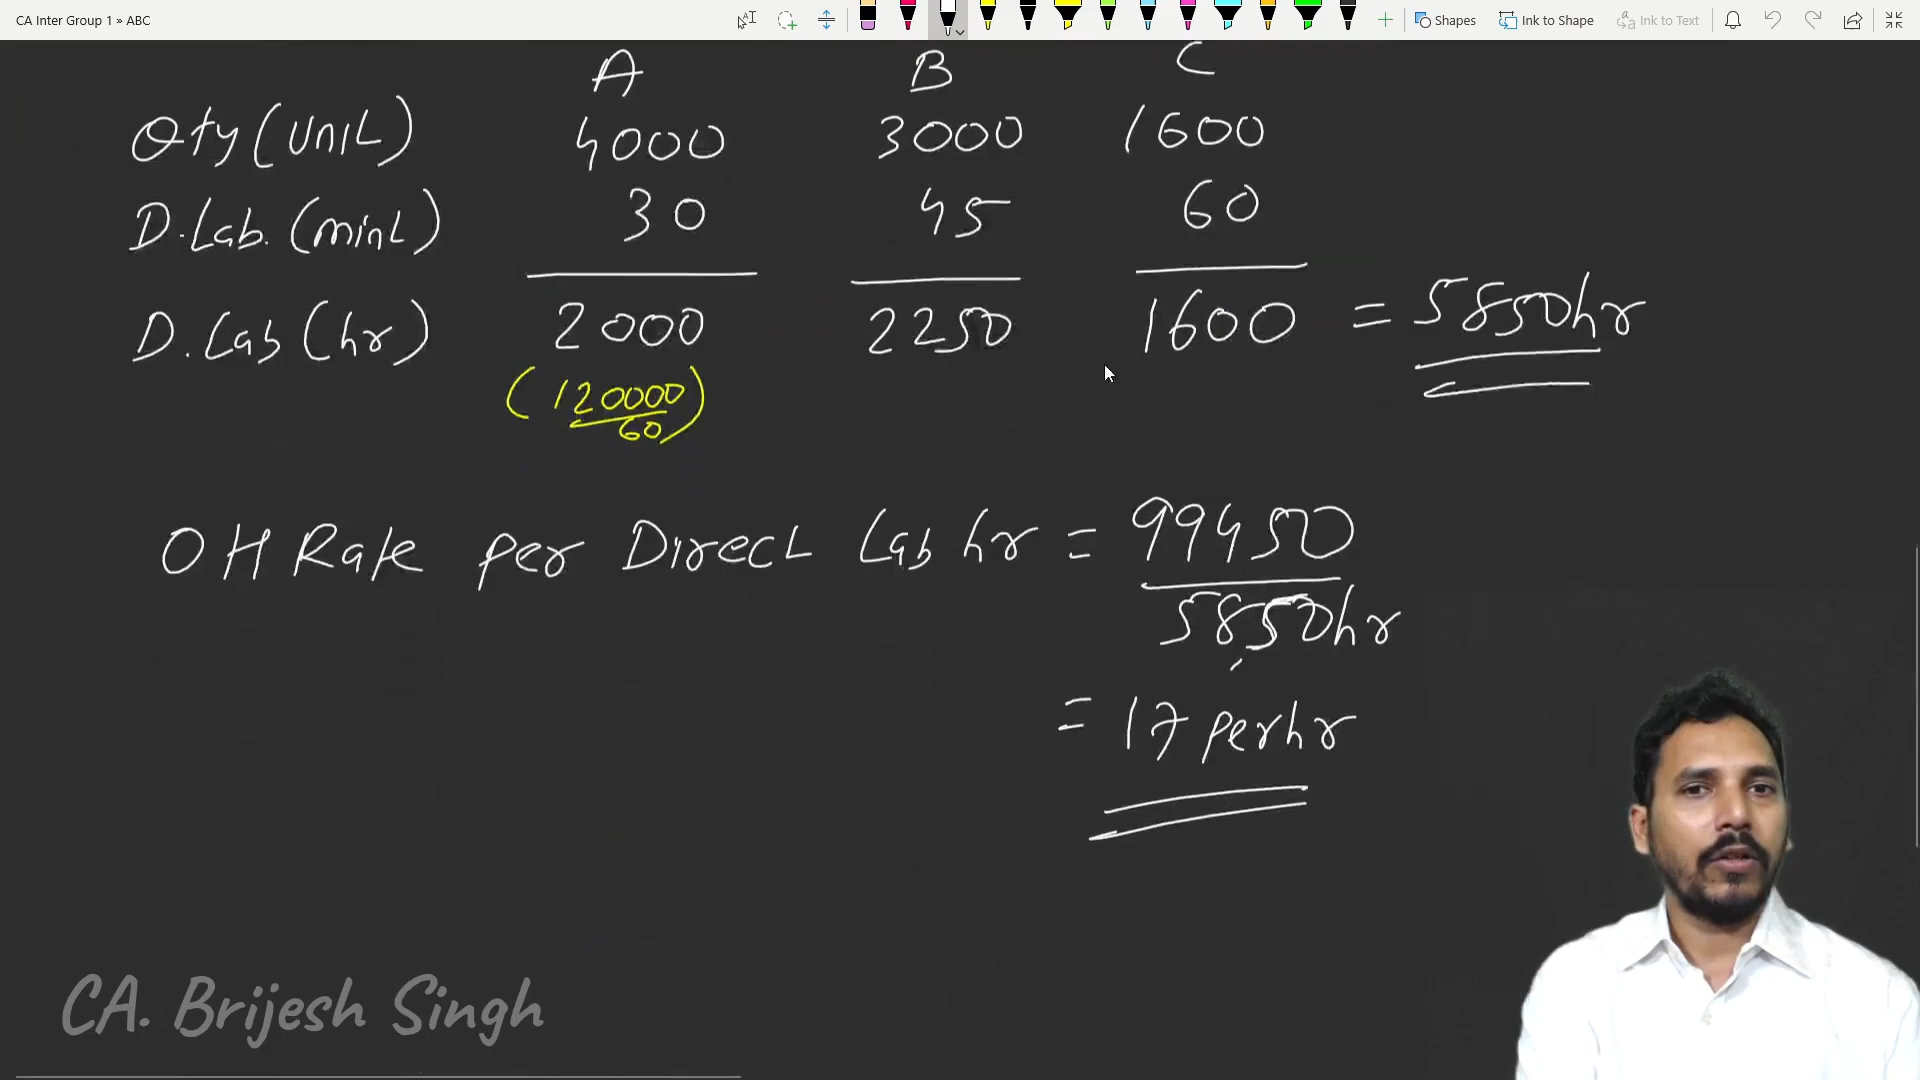 CA Inter Group 1 » ABC
Shapes Ink to Shape Ink to Text
A B C
Qty (Unit) 4000 3000 1600
D.Lab. (mint) 30 45 60
D.Lab (hr) 2000 2250 1600 = 5850hr
(120000/60)
OH Rate per Direct Lab hr = 99450
5850hr
= 17 per hr
CA. Brijesh Singh